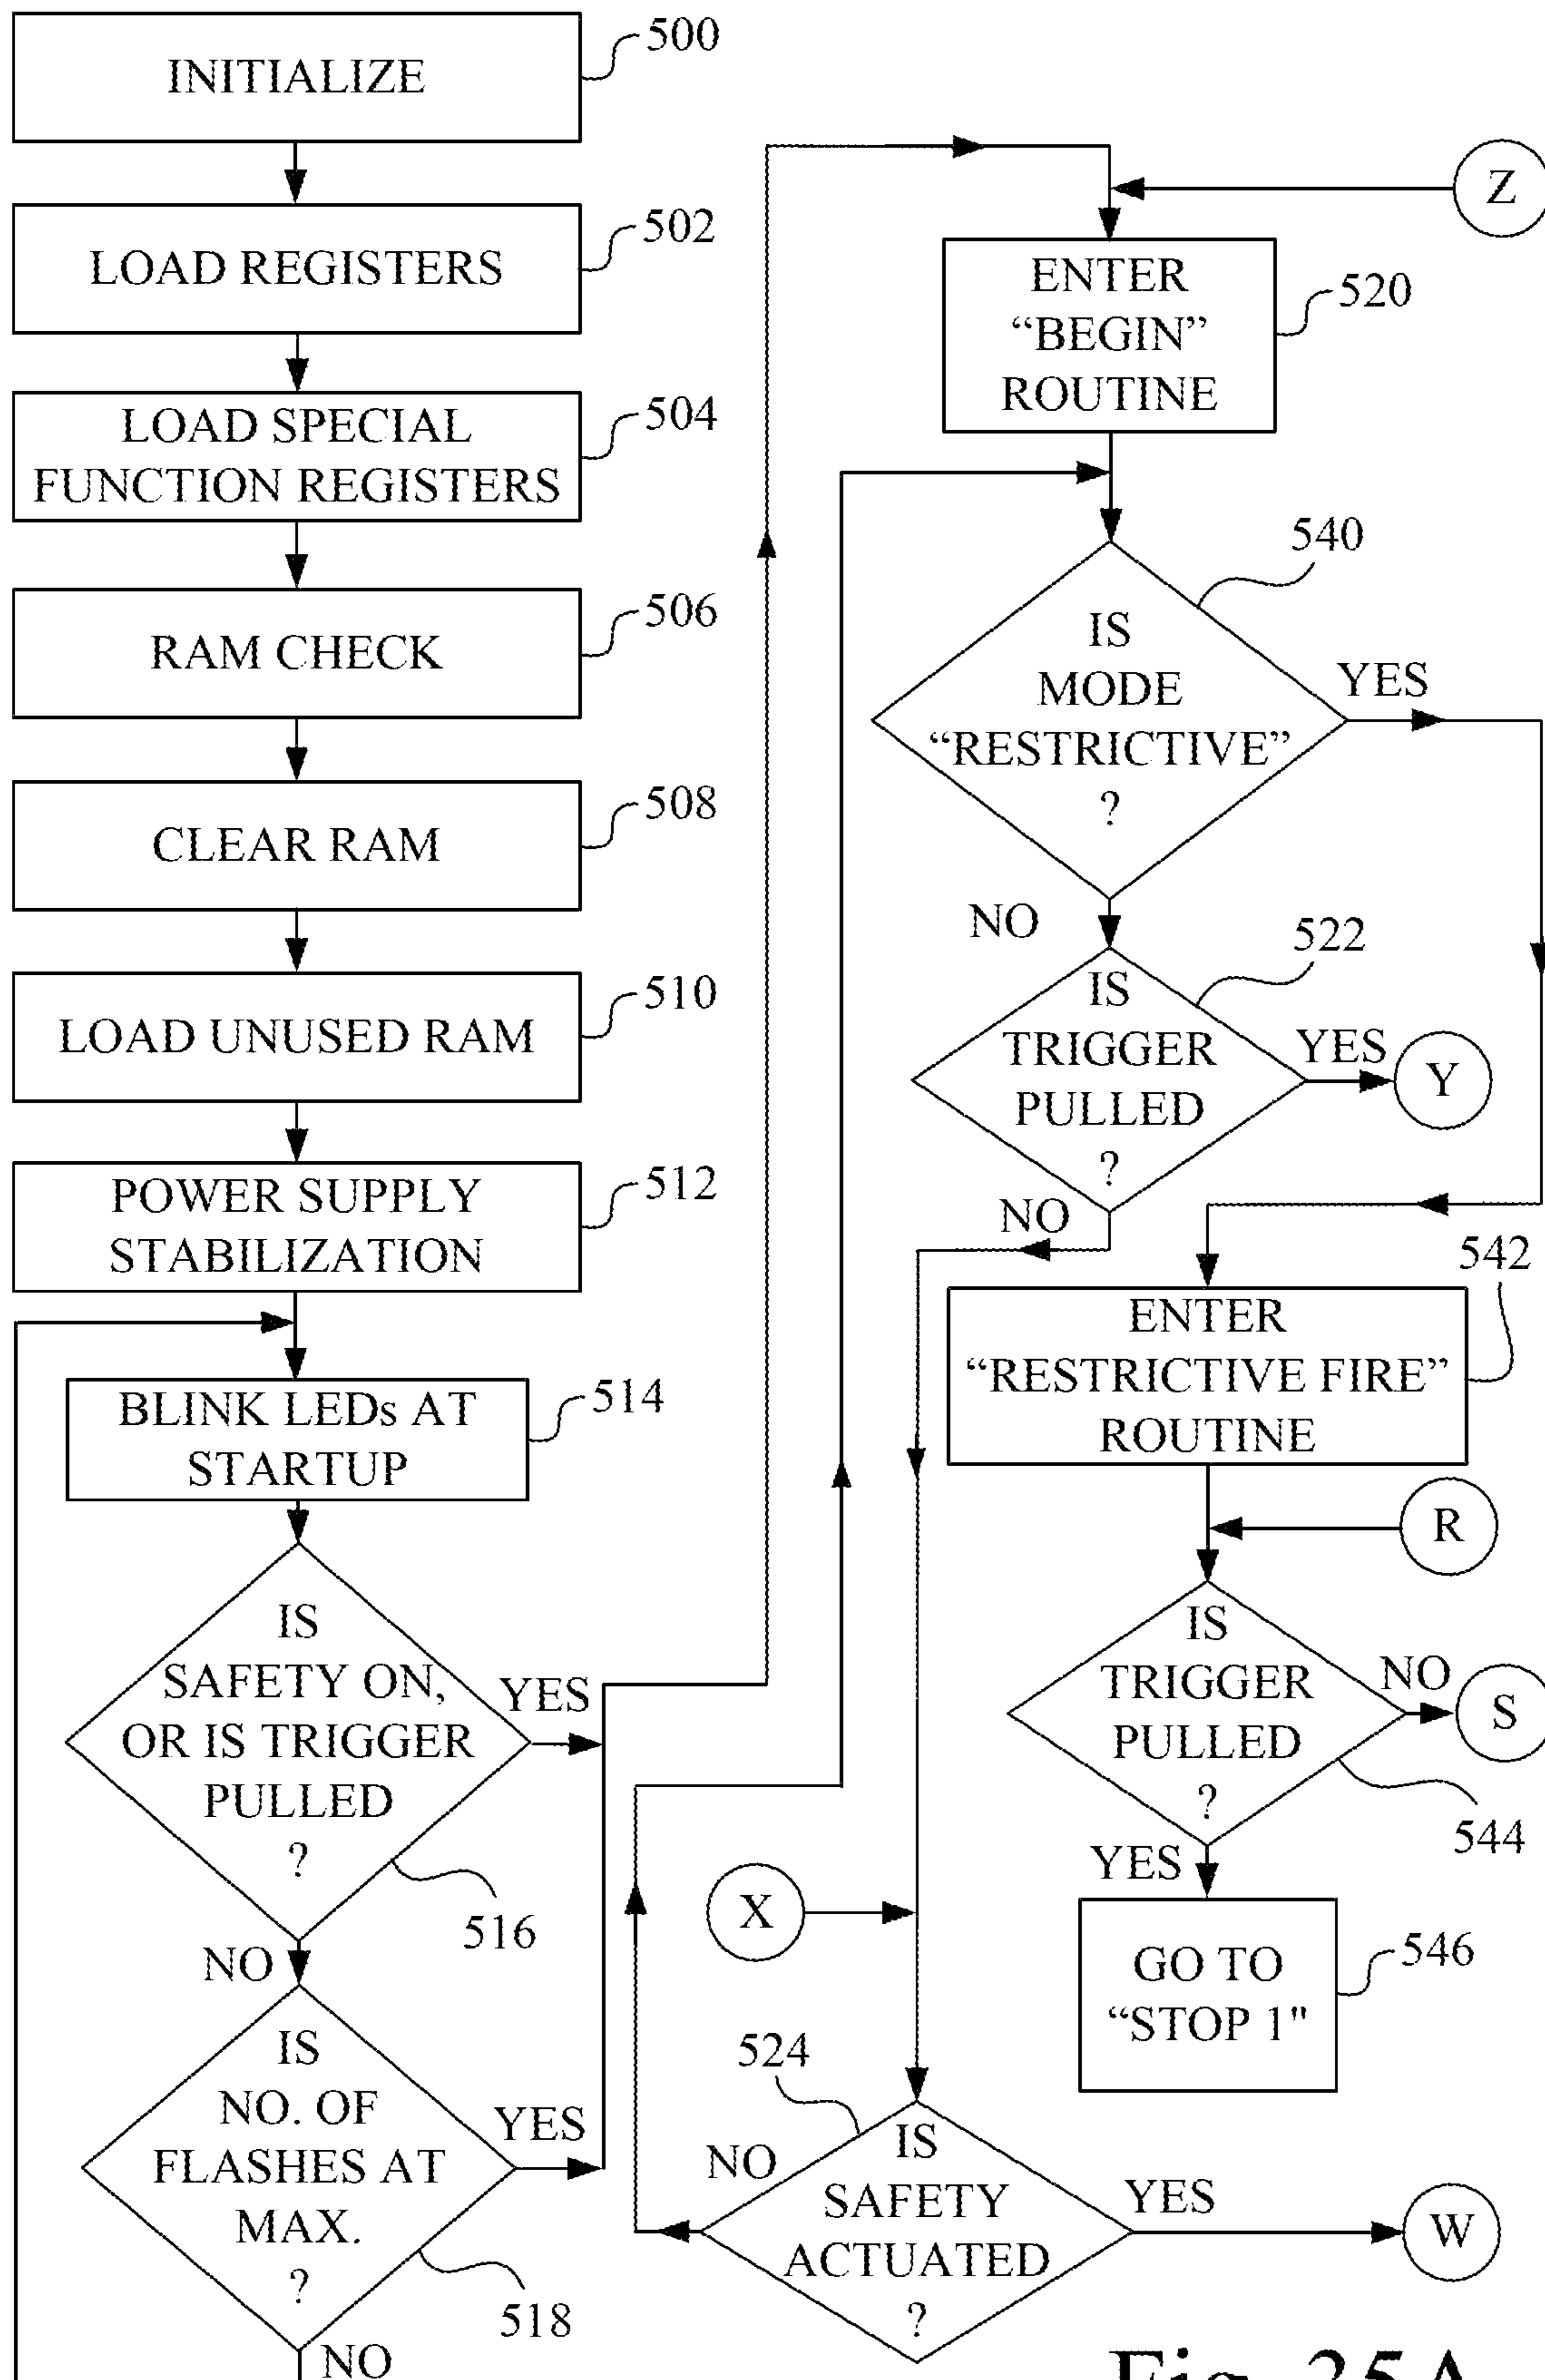 INITIALIZE
500
LOAD REGISTERS
502
LOAD SPECIAL
FUNCTION REGISTERS
504
RAM CHECK
506
CLEAR RAM
508
LOAD UNUSED RAM
510
POWER SUPPLY
STABILIZATION
512
BLINK LEDs AT
STARTUP
514
IS
SAFETY ON,
OR IS TRIGGER
PULLED
?
YES
516
NO
IS
NO. OF
FLASHES AT
MAX.
?
YES
518
NO
Z
ENTER
“BEGIN”
ROUTINE
520
540
IS
MODE
“RESTRICTIVE”
?
YES
NO
522
IS
TRIGGER
PULLED
?
YES
Y
NO
542
ENTER
“RESTRICTIVE FIRE”
ROUTINE
R
IS
TRIGGER
PULLED
?
NO
S
544
YES
GO TO
“STOP 1"
546
X
524
IS
SAFETY
ACTUATED
?
NO
YES
W
Fig. 35A